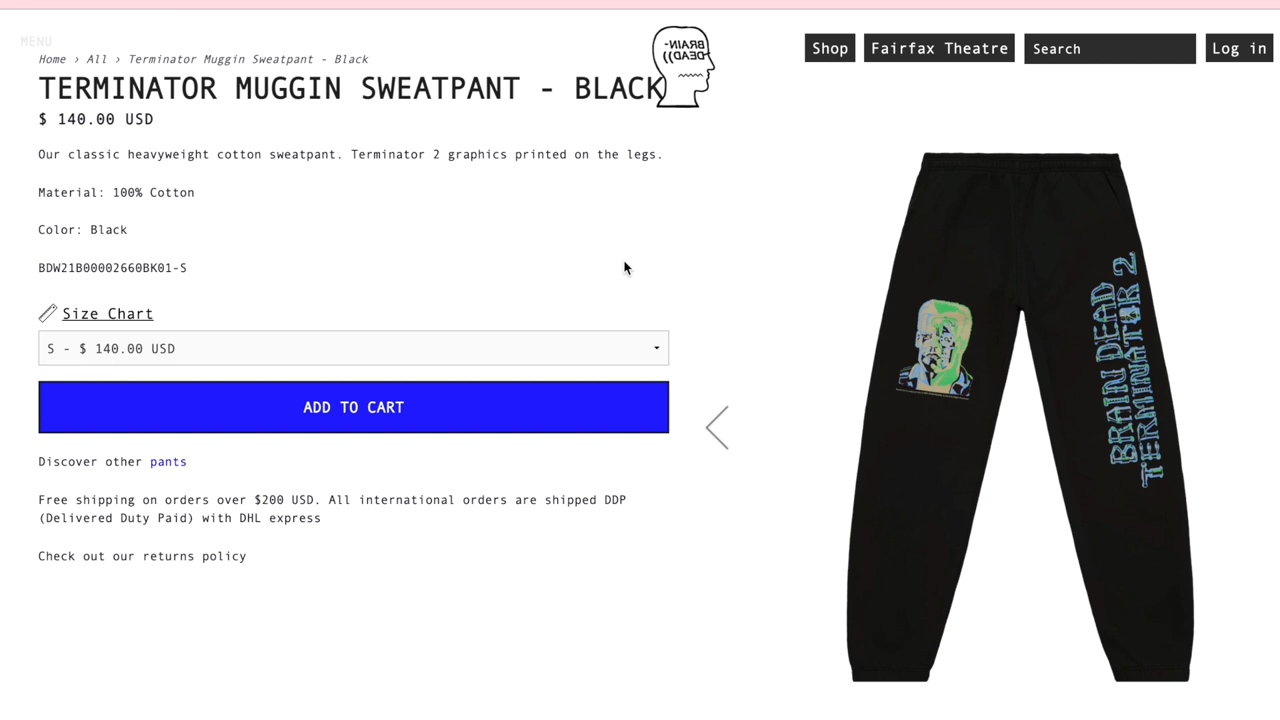 MENU
Home › All › Terminator Muggin Sweatpant - Black
TERMINATOR MUGGIN SWEATPANT - BLACK
$ 140.00 USD
Our classic heavyweight cotton sweatpant. Terminator 2 graphics printed on the legs.
Material: 100% Cotton
Color: Black
BDW21B00002660BK01-S
Size Chart
S - $ 140.00 USD
ADD TO CART
Discover other pants
Free shipping on orders over $200 USD. All international orders are shipped DDP
(Delivered Duty Paid) with DHL express
Check out our returns policy
BRAIN-
DEAD))
Shop
Fairfax Theatre
Search
Log in
BRAIN DEAD
TERMINATOR 2